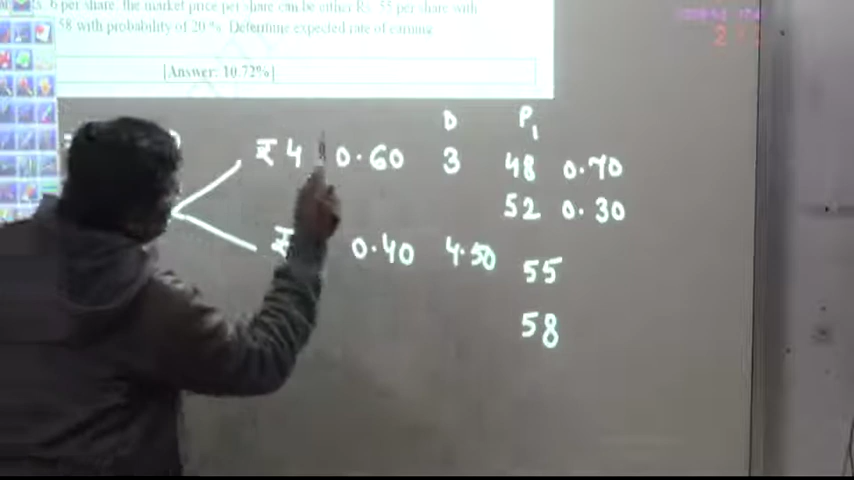 6 per share, the market price per share can be either Rs. 55 per share with
58 with probability of 20 %. Determine expected rate of earning.
[Answer: 10.72%]
D P1
₹ 4 0.60 3 48 0.70
52 0.30
₹ 0.40 4.50 55
58